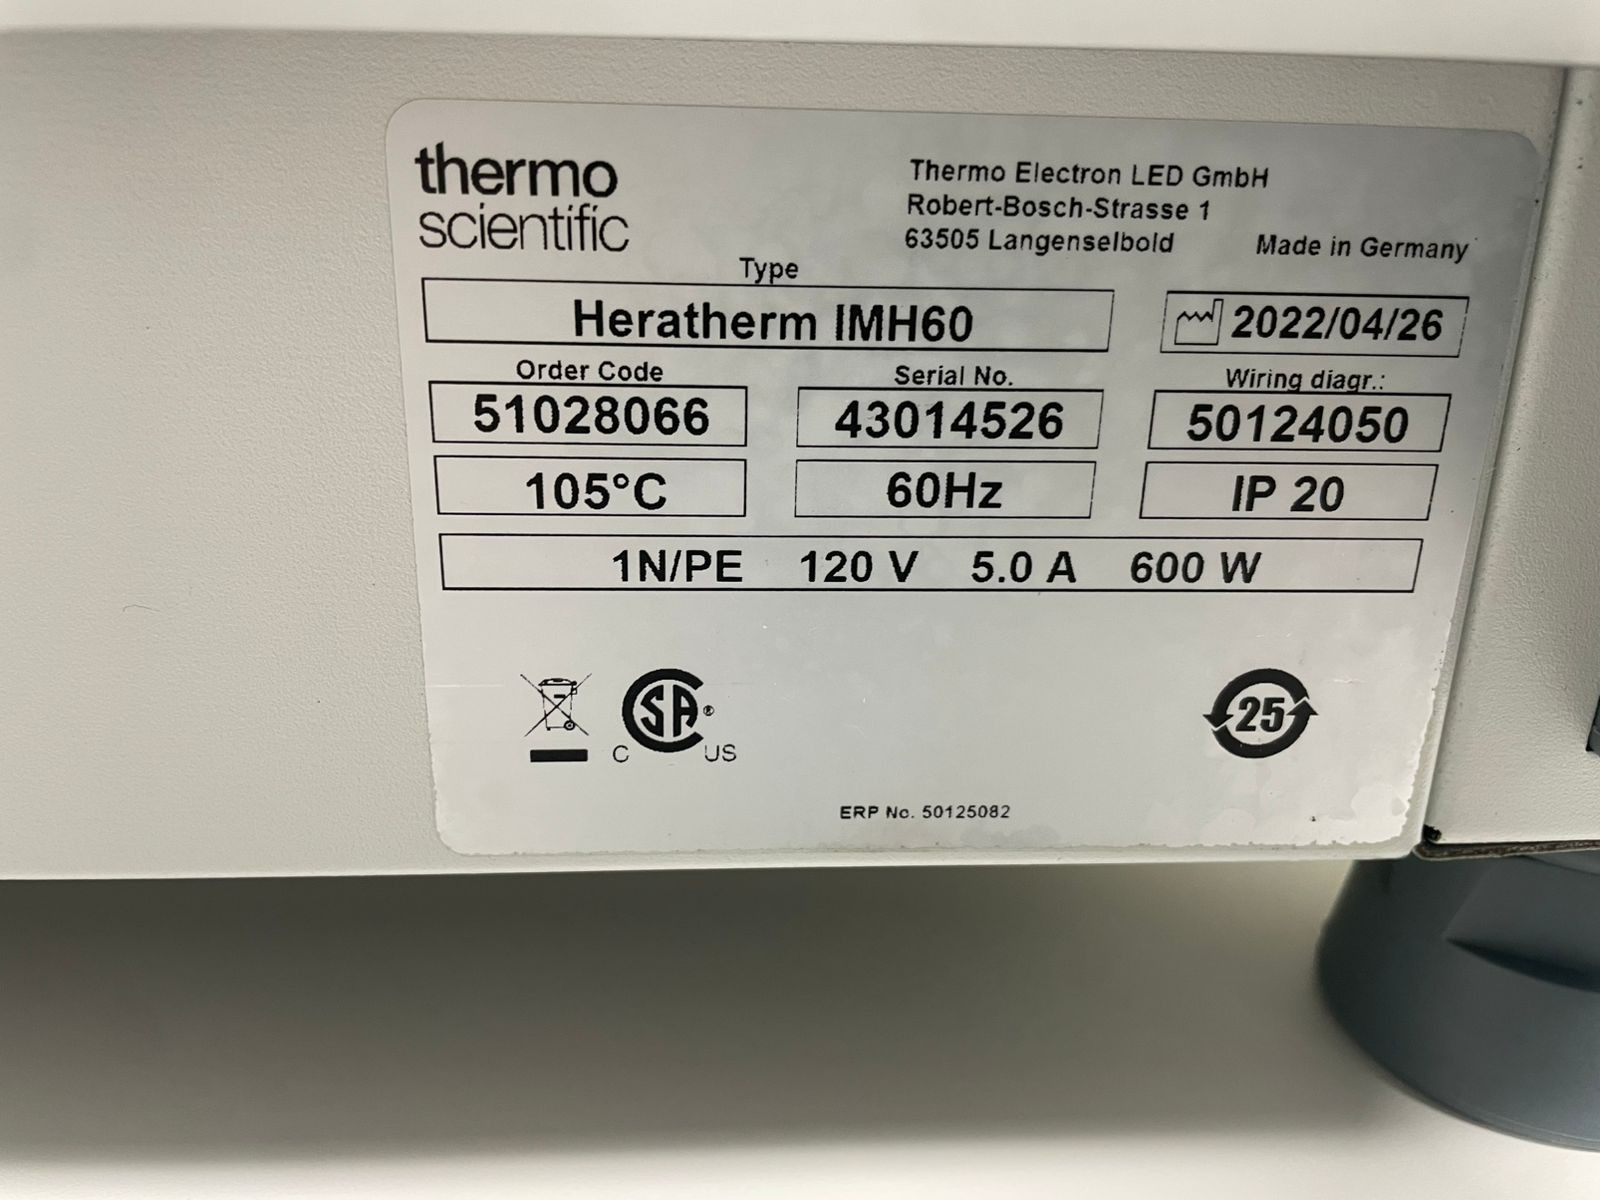 thermo
scientific
Thermo Electron LED GmbH
Robert-Bosch-Strasse 1
63505 Langenselbold
Made in Germany
Type
Heratherm IMH60
2022/04/26
Order Code
Serial No.
Wiring diagr.:
51028066
43014526
50124050
105°C
60Hz
IP 20
1N/PE 120 V 5.0 A 600 W
SA®
C US
25
ERP No. 50125082